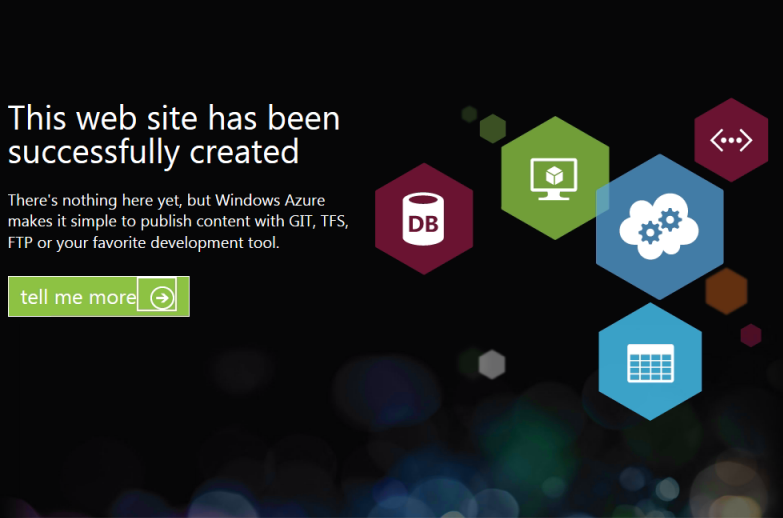 This web site has been
successfully created
There's nothing here yet, but Windows Azure
makes it simple to publish content with GIT, TFS,
FTP or your favorite development tool.
tell me more
DB